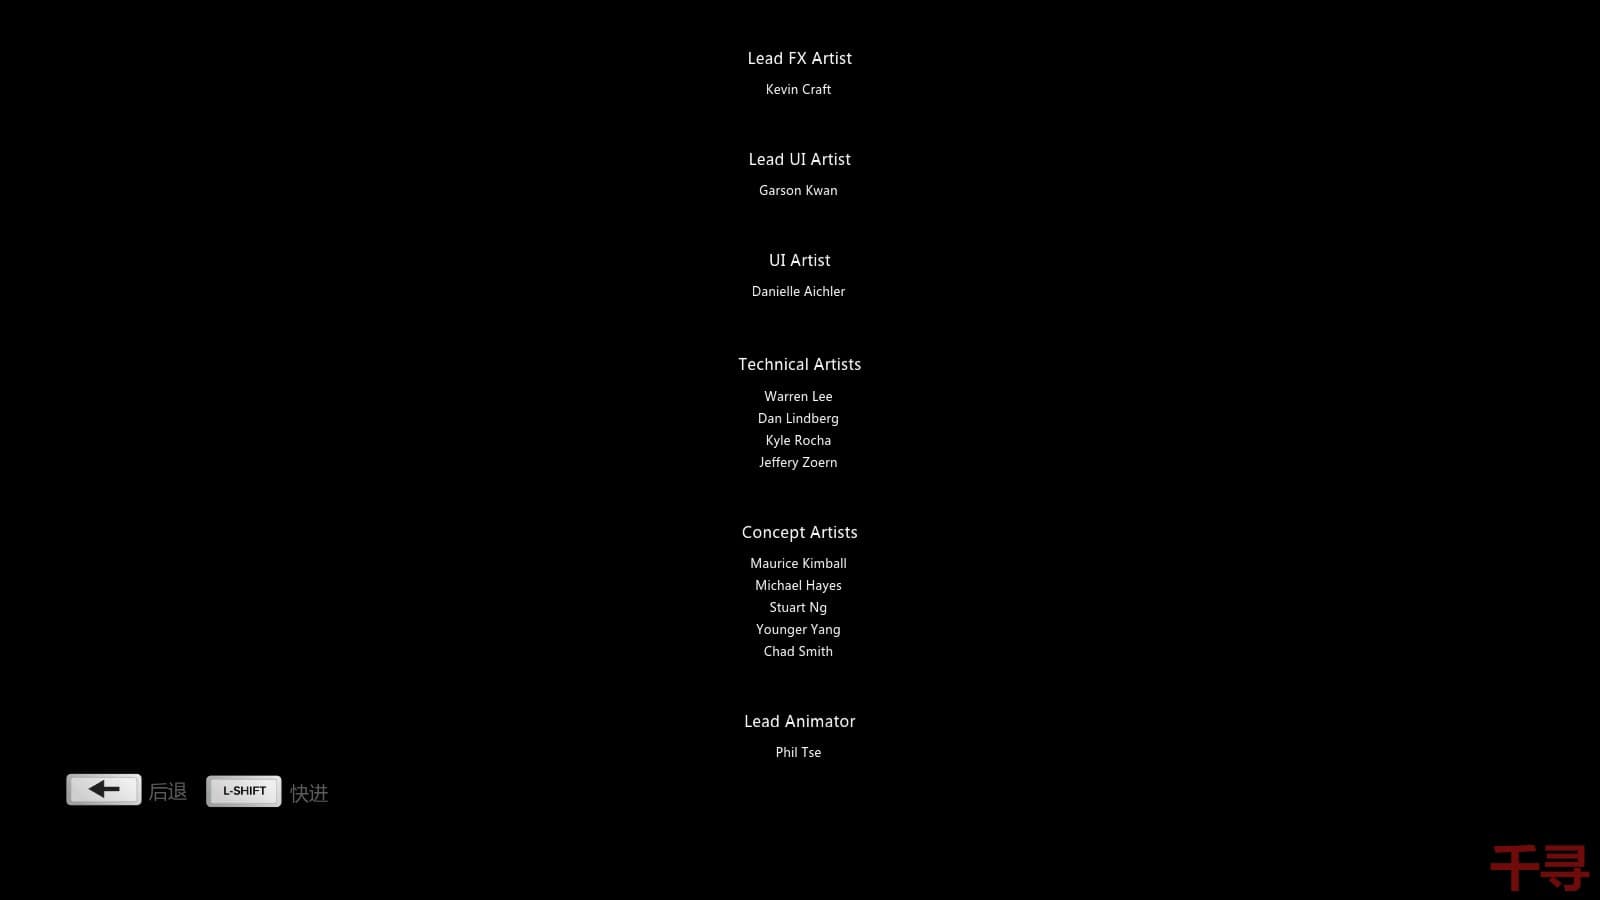 Lead FX Artist
Kevin Craft
Lead UI Artist
Garson Kwan
UI Artist
Danielle Aichler
Technical Artists
Warren Lee
Dan Lindberg
Kyle Rocha
Jeffery Zoern
Concept Artists
Maurice Kimball
Michael Hayes
Stuart Ng
Younger Yang
Chad Smith
Lead Animator
Phil Tse
后退 L-SHIFT 快进
千寻